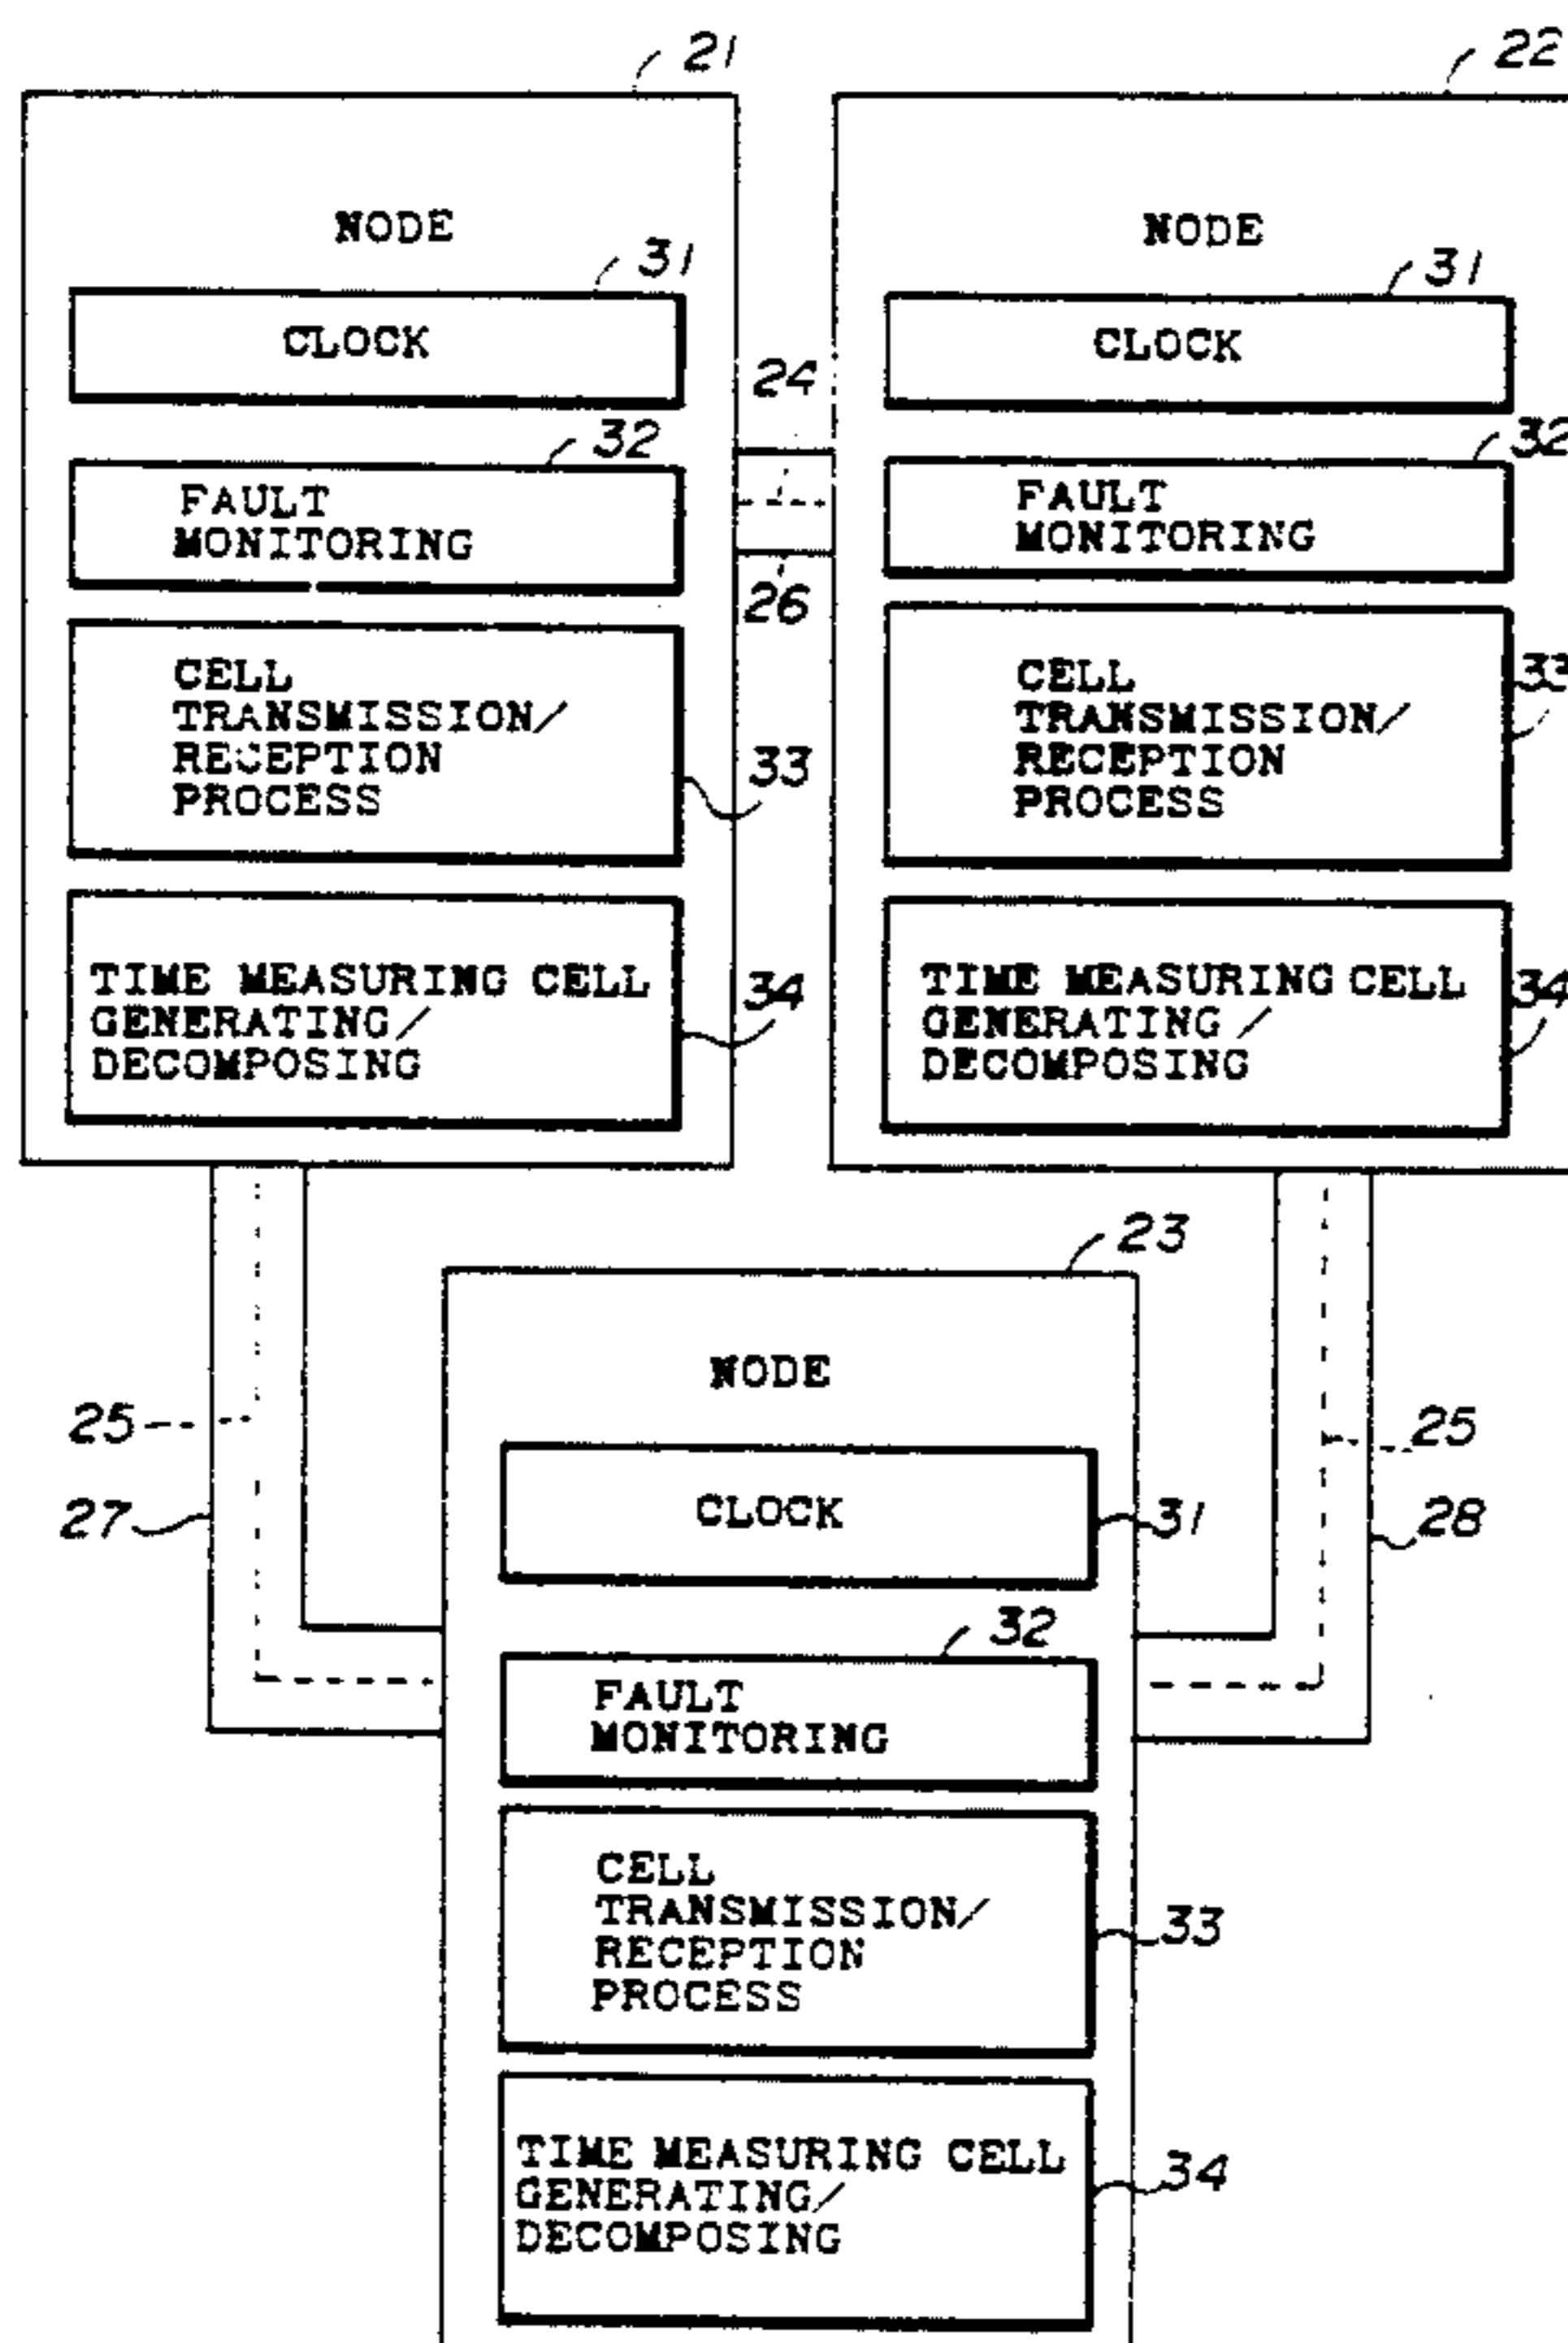 21
22
NODE
31
CLOCK
32
FAULT
MONITORING
CELL
TRANSMISSION/
RECEPTION
PROCESS
33
TIME MEASURING CELL
GENERATING/
DECOMPOSING
34
24
26
NODE
31
CLOCK
32
FAULT
MONITORING
CELL
TRANSMISSION/
RECEPTION
PROCESS
33
TIME MEASURING CELL
GENERATING/
DECOMPOSING
34
23
NODE
25
25
27
28
CLOCK
31
32
FAULT
MONITORING
CELL
TRANSMISSION/
RECEPTION
PROCESS
33
TIME MEASURING CELL
GENERATING/
DECOMPOSING
34